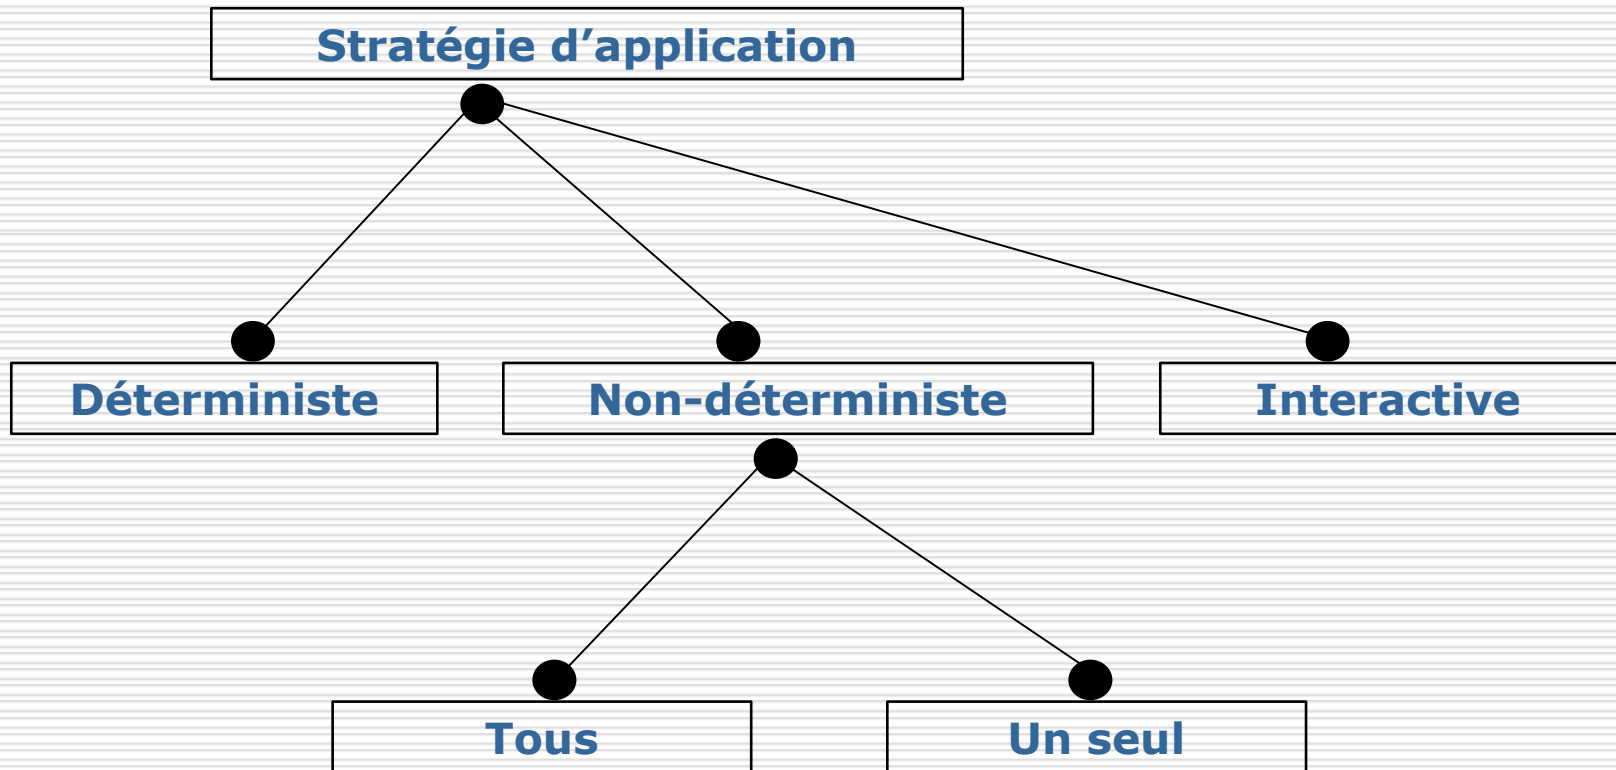 Stratégie d’application
Déterministe
Non-déterministe
Interactive
Tous
Un seul